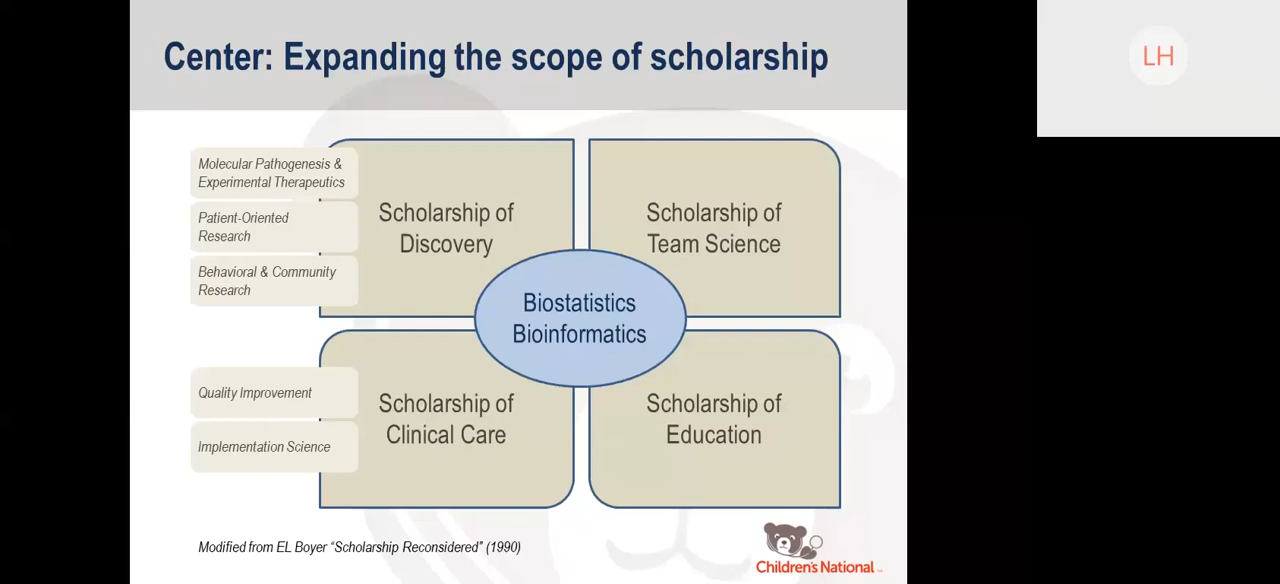 Center: Expanding the scope of scholarship
LH
Molecular Pathogenesis &
Experimental Therapeutics
Patient-Oriented
Research
Behavioral & Community
Research
Scholarship of
Discovery
Scholarship of
Team Science
Biostatistics
Bioinformatics
Quality Improvement
Implementation Science
Scholarship of
Clinical Care
Scholarship of
Education
Modified from EL Boyer “Scholarship Reconsidered” (1990)
Children's National